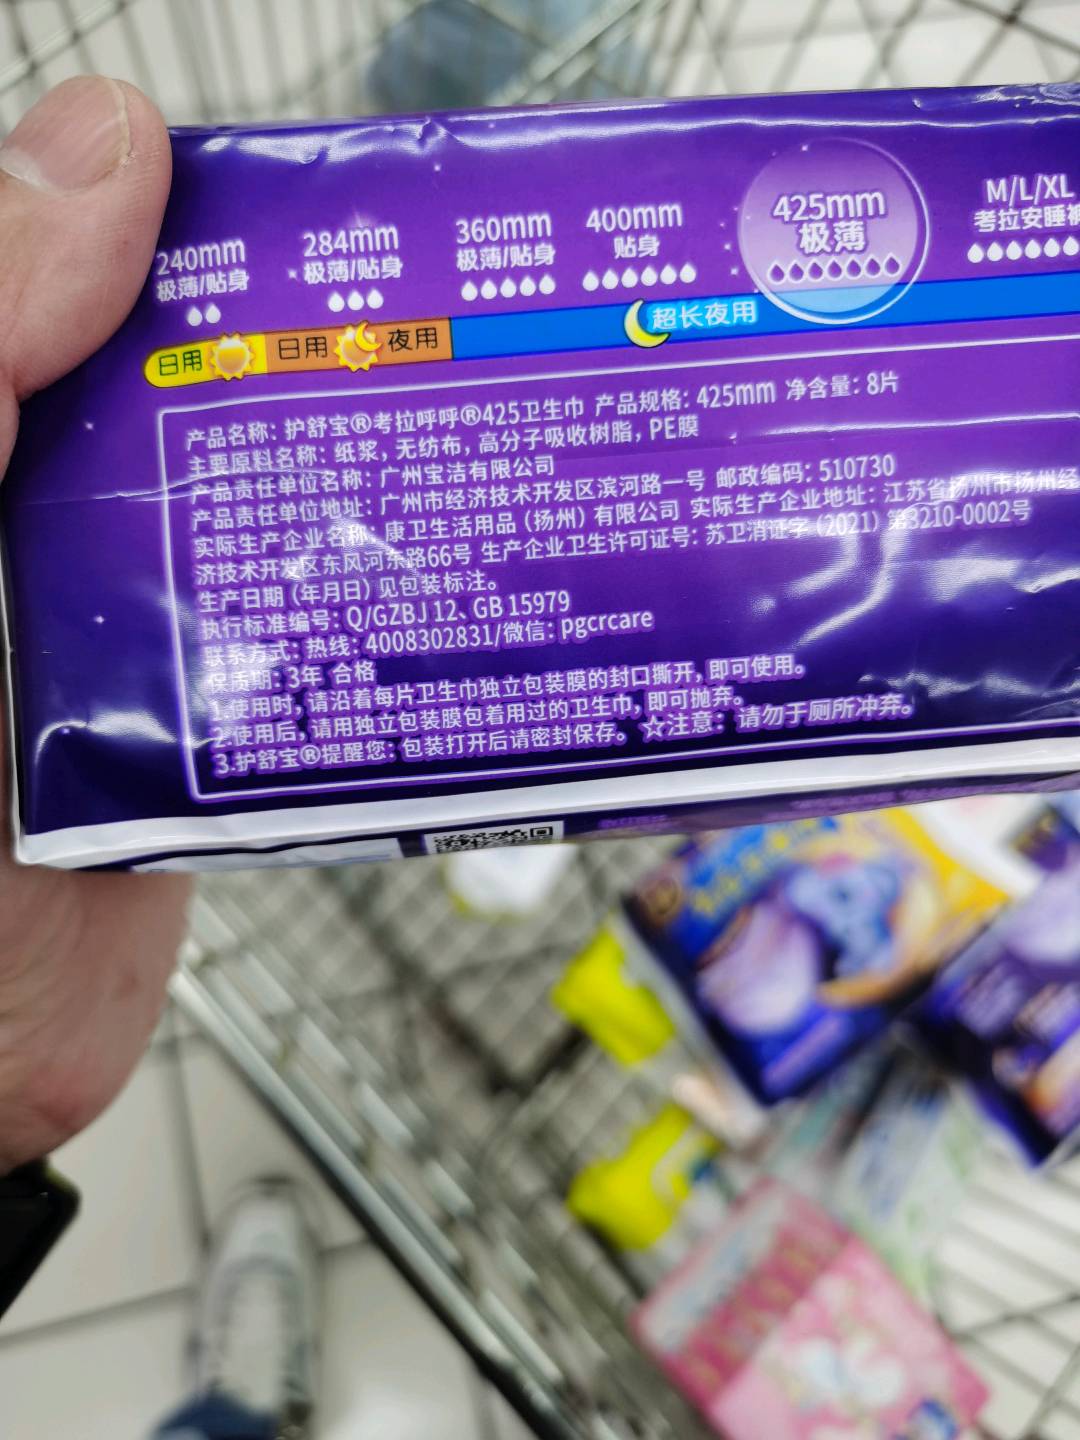 240mm
极薄/贴身
284mm
极薄/贴身
360mm
极薄/贴身
400mm
贴身
425mm
极薄
M/L/XL
考拉安睡裤
日用
日用 夜用
超长夜用
产品名称: 护舒宝®考拉呼呼®425卫生巾 产品规格: 425mm 净含量: 8片
主要原料名称: 纸浆, 无纺布, 高分子吸收树脂, PE膜
产品责任单位名称: 广州宝洁有限公司
产品责任单位地址: 广州市经济技术开发区滨河路一号 邮政编码: 510730
实际生产企业名称: 康卫生活用品 (扬州) 有限公司 实际生产企业地址: 江苏省扬州市扬州经
济技术开发区东风河东路66号 生产企业卫生许可证号: 苏卫消证字 (2021) 第3210-0002号
生产日期 (年月日) 见包装标注。
执行标准编号: Q/GZBJ 12、GB 15979
联系方式: 热线: 4008302831/微信: pgcrcare
保质期: 3年 合格
1.使用时, 请沿着每片卫生巾独立包装膜的封口撕开, 即可使用。
2.使用后, 请用独立包装膜包着用过的卫生巾, 即可抛弃。
3.护舒宝®提醒您: 包装打开后请密封保存。 ☆注意: 请勿于厕所冲弃。